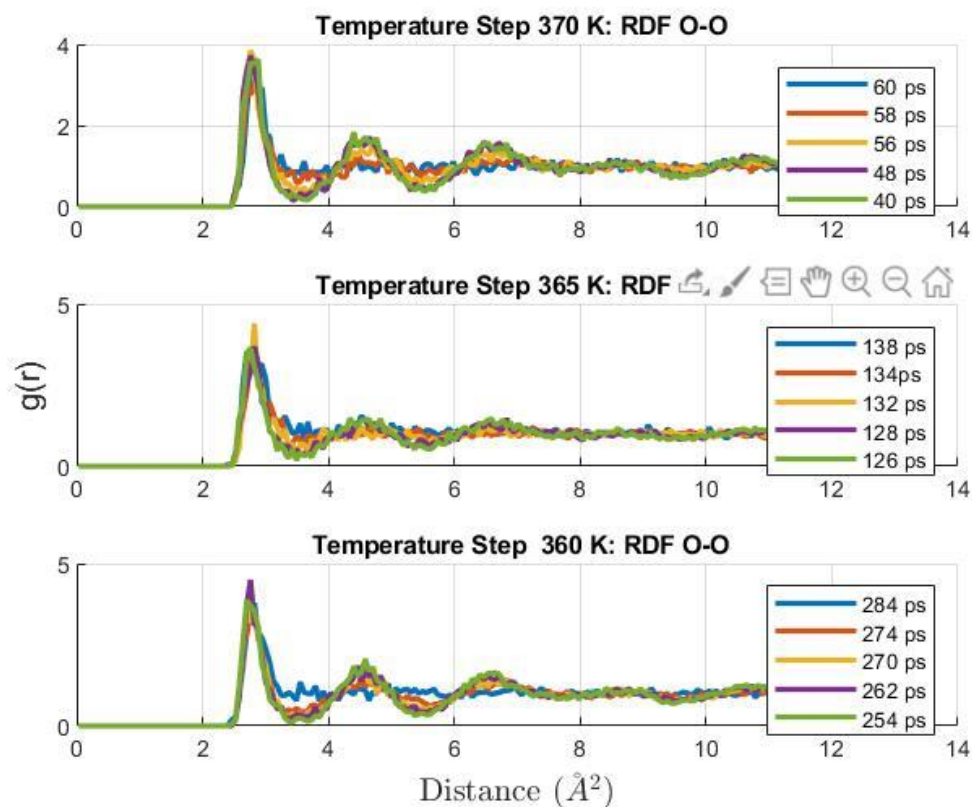 Temperature Step 370 K: RDF O-O
4
2
0
0 2 4 6 8 10 12 14
60 ps
58 ps
56 ps
48 ps
40 ps
Temperature Step 365 K: RDF
5
0
0 2 4 6 8 10 12 14
138 ps
134ps
132 ps
128 ps
126 ps
g(r)
Temperature Step 360 K: RDF O-O
5
0
0 2 4 6 8 10 12 14
284 ps
274 ps
270 ps
262 ps
254 ps
Distance (Å²)